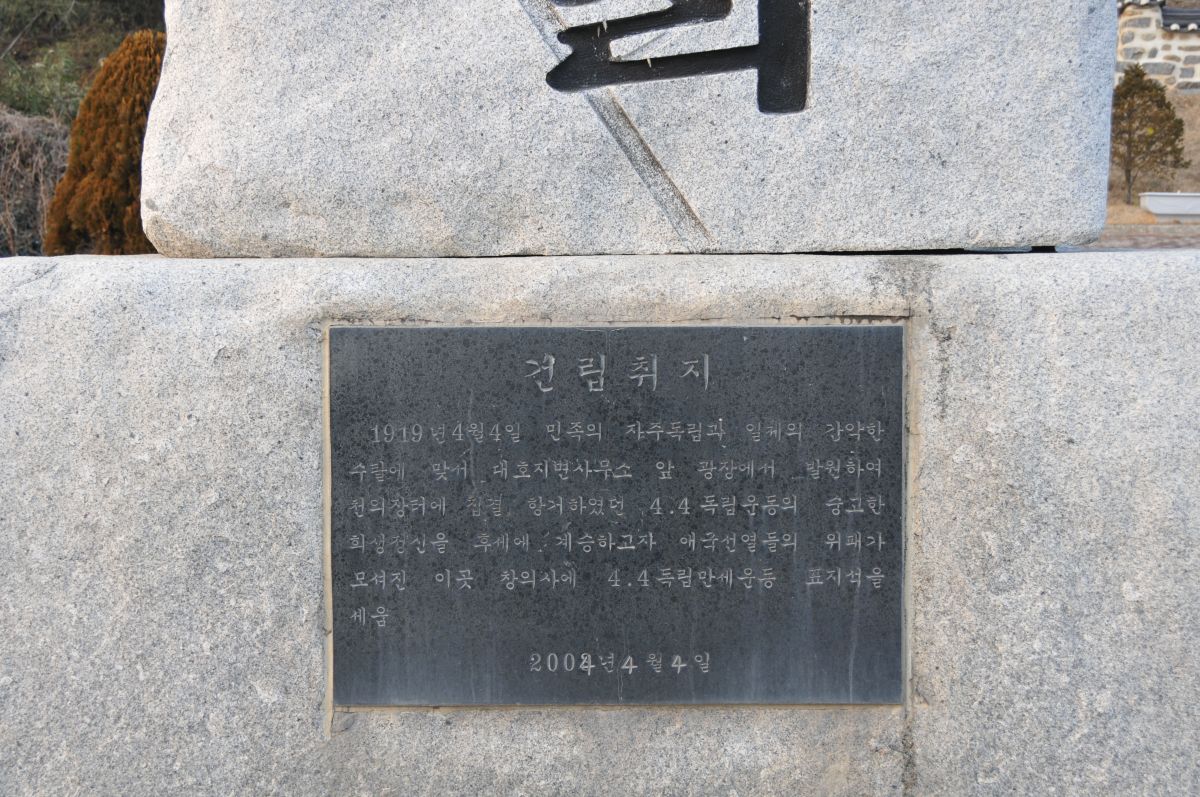 건립취지
1919년4월4일 민족의 자주독립과 일제의 간악한
수탈에 맞서 대호지면사무소 앞 광장에서 발원하여
천의장터에 집결 항거하였던 4.4독립운동의 숭고한
희생정신을 후세에 계승하고자 애국선열들의 위패가
모셔진 이곳 창의사에 4.4독립만세운동 표지석을
세움
2004년4월4일